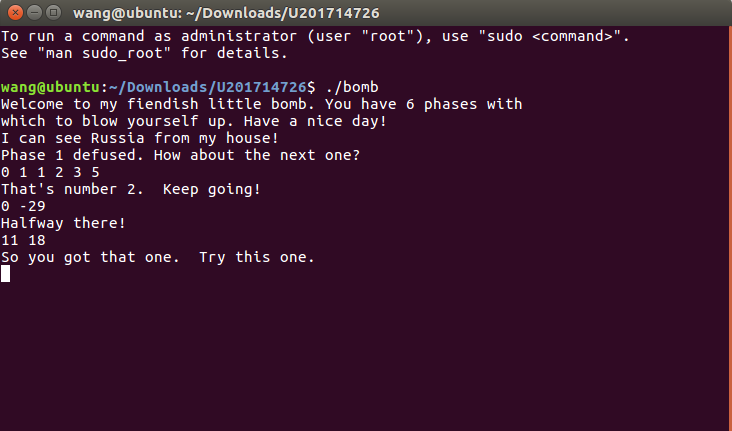 wang@ubuntu: ~/Downloads/U201714726
To run a command as administrator (user "root"), use "sudo <command>".
See "man sudo_root" for details.
wang@ubuntu:~/Downloads/U201714726$ ./bomb
Welcome to my fiendish little bomb. You have 6 phases with
which to blow yourself up. Have a nice day!
I can see Russia from my house!
Phase 1 defused. How about the next one?
0 1 1 2 3 5
That's number 2.  Keep going!
0 -29
Halfway there!
11 18
So you got that one.  Try this one.